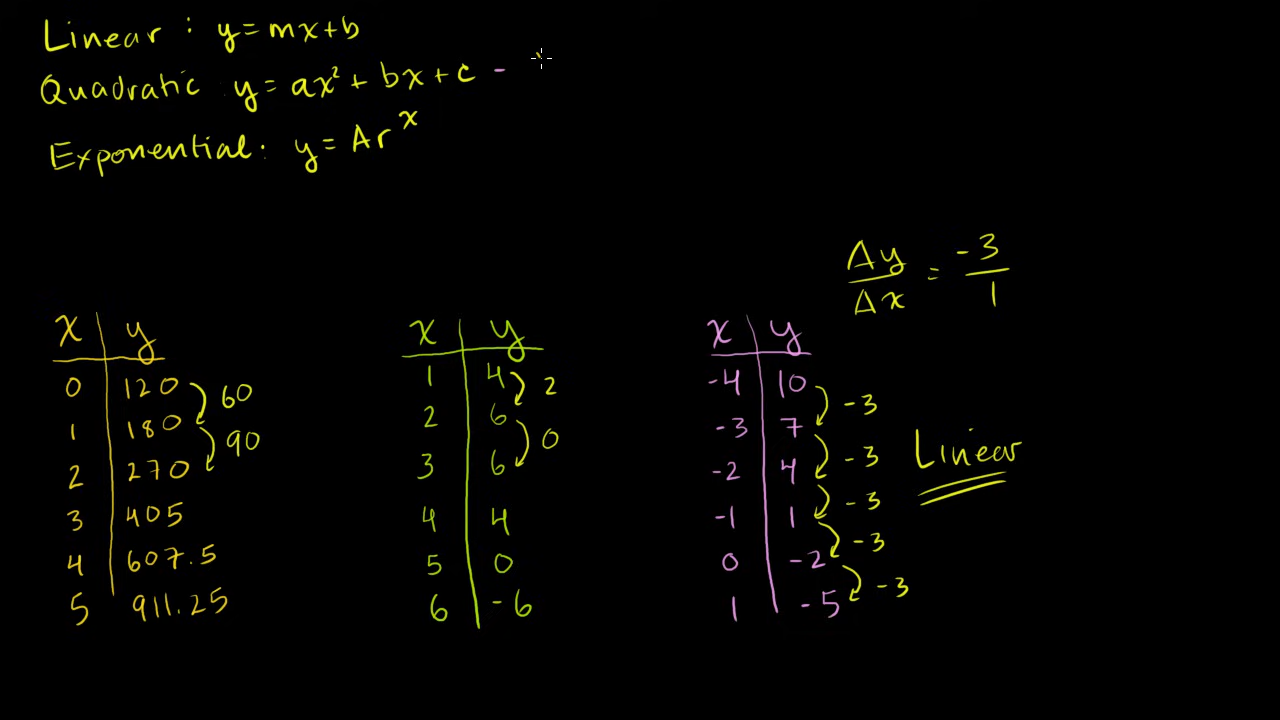 Linear : y = mx + b
Quadratic y = ax² + bx + c -
Exponential : y = Ar^x
Δy/Δx = -3/1
x | y
0 | 120
60
1 | 180
90
2 | 270
3 | 405
4 | 607.5
5 | 911.25
x | y
1 | 4
2
2 | 6
0
3 | 6
4 | 4
5 | 0
6 | -6
x | y
-4 | 10
-3
-3 | 7
-3
-2 | 4
-3
-1 | 1
-3
0 | -2
-3
1 | -5
Linear